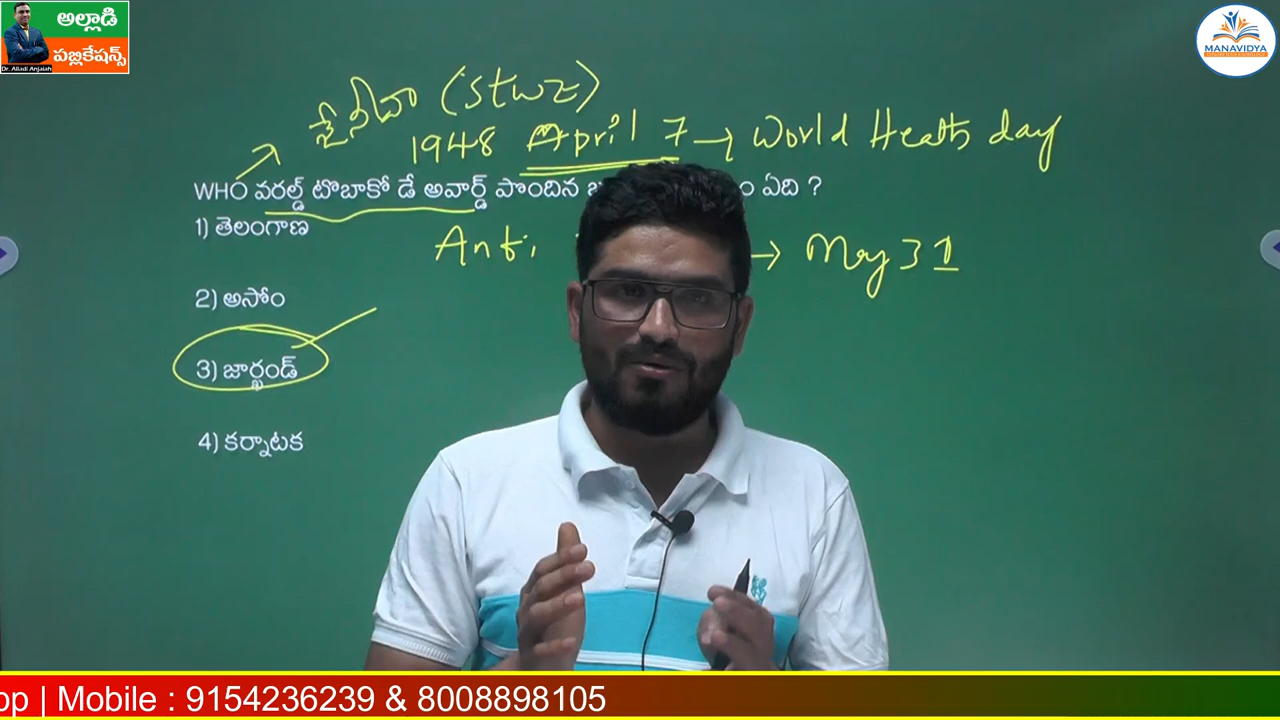 అల్లాడి
పబ్లికేషన్స్
Dr. Alladi Anjaiah
MANAVIDYA
జెనీవా (Stwz)
1948 April 7 → World Health day
WHO వరల్డ్ టొబాకో డే అవార్డ్ పొందిన ఏది ?
1) తెలంగాణ
Anti → May 31
2) అసోం
3) జార్ఖండ్
4) కర్నాటక
op | Mobile : 9154236239 & 8008898105